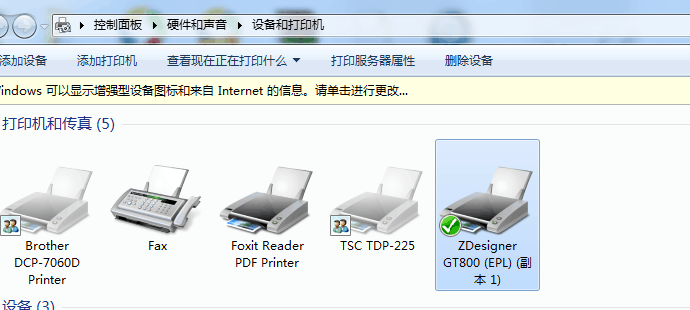 控制面板 ▸ 硬件和声音 ▸ 设备和打印机
添加设备 添加打印机 查看现在正在打印什么 打印服务器属性 删除设备
Windows 可以显示增强型设备图标和来自 Internet 的信息。请单击进行更改...
打印机和传真 (5)
Brother
DCP-7060D
Printer
Fax
Foxit Reader
PDF Printer
TSC TDP-225
ZDesigner
GT800 (EPL) (副
本 1)
设备 (3)